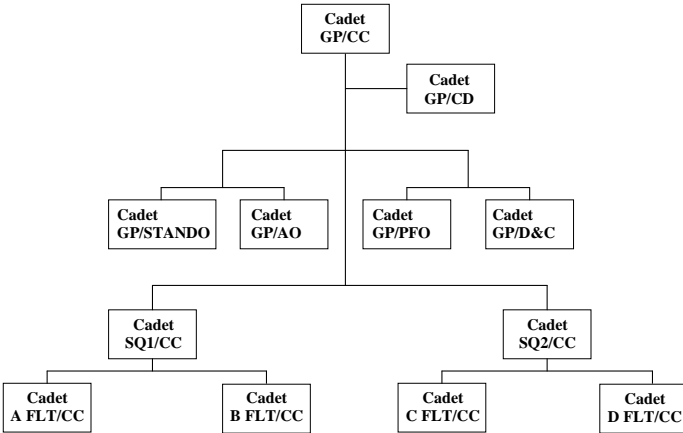 Cadet
GP/CC
Cadet
GP/CD
Cadet
GP/STANDO
Cadet
GP/AO
Cadet
GP/PFO
Cadet
GP/D&C
Cadet
SQ1/CC
Cadet
SQ2/CC
Cadet
A FLT/CC
Cadet
B FLT/CC
Cadet
C FLT/CC
Cadet
D FLT/CC